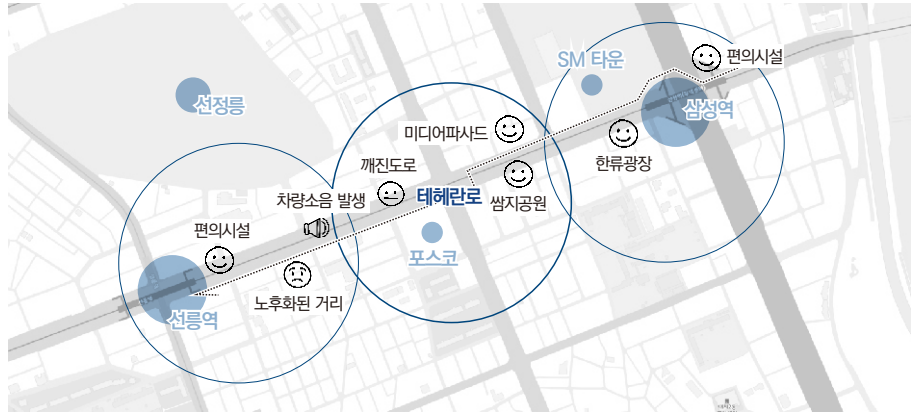 SM 타운
편의시설
선정릉
삼성역
미디어파사드
한류광장
깨진도로
쌈지공원
테헤란로
차량소음 발생
편의시설
포스코
노후화된 거리
선릉역